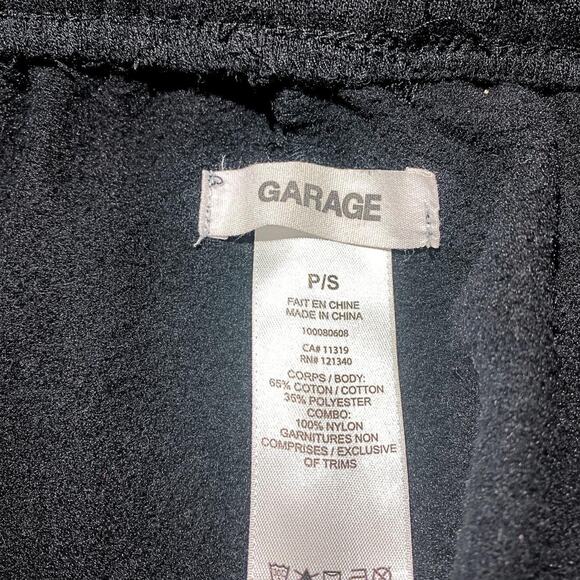 GARAGE
P/S
FAIT EN CHINE
MADE IN CHINA
100080608
CA# 11319
RN# 121340
CORPS / BODY:
65% COTON / COTTON
35% POLYESTER
COMBO:
100% NYLON
GARNITURES NON
COMPRISES / EXCLUSIVE
OF TRIMS